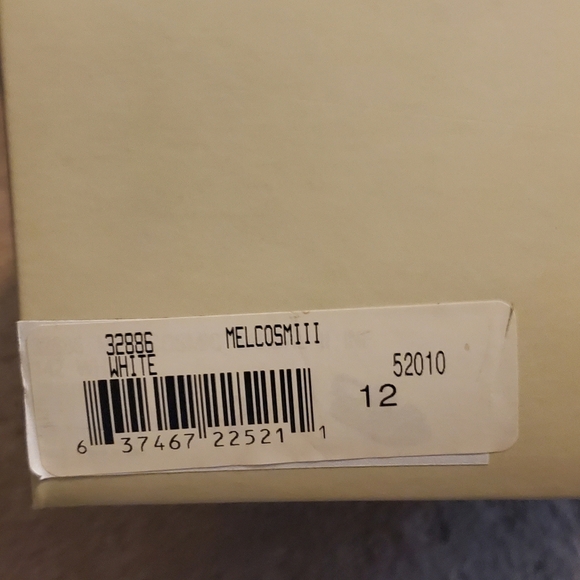 32886 MELCOSMIII
WHITE 52010
12
6 37467 22521 1